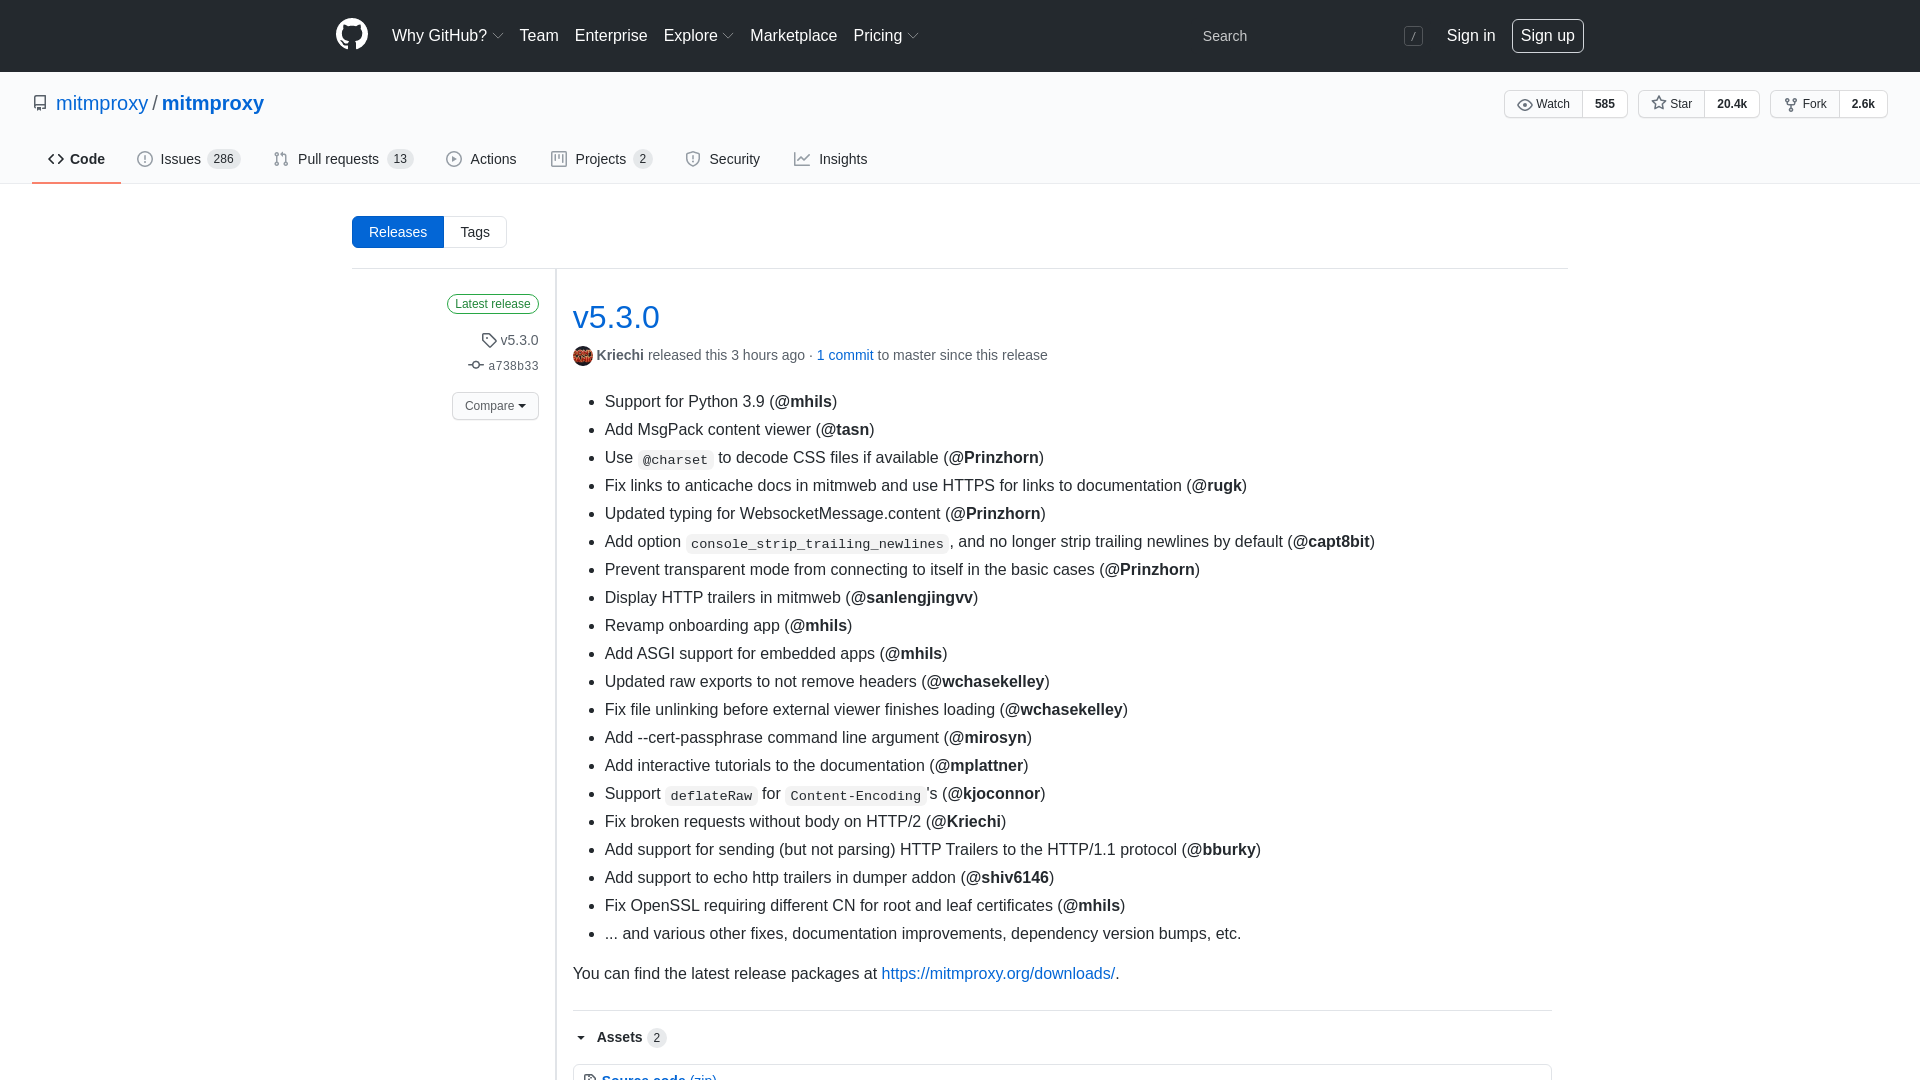 Why GitHub? Team Enterprise Explore Marketplace Pricing Search / Sign in Sign up
mitmproxy / mitmproxy Watch 585 Star 20.4k Fork 2.6k
Code Issues 286 Pull requests 13 Actions Projects 2 Security Insights
Releases Tags
Latest release
v5.3.0
a738b33
Compare
v5.3.0
Kriechi released this 3 hours ago · 1 commit to master since this release
• Support for Python 3.9 (@mhils)
• Add MsgPack content viewer (@tasn)
• Use @charset to decode CSS files if available (@Prinzhorn)
• Fix links to anticache docs in mitmweb and use HTTPS for links to documentation (@rugk)
• Updated typing for WebsocketMessage.content (@Prinzhorn)
• Add option console_strip_trailing_newlines, and no longer strip trailing newlines by default (@capt8bit)
• Prevent transparent mode from connecting to itself in the basic cases (@Prinzhorn)
• Display HTTP trailers in mitmweb (@sanlengjingvv)
• Revamp onboarding app (@mhils)
• Add ASGI support for embedded apps (@mhils)
• Updated raw exports to not remove headers (@wchasekelley)
• Fix file unlinking before external viewer finishes loading (@wchasekelley)
• Add --cert-passphrase command line argument (@mirosyn)
• Add interactive tutorials to the documentation (@mplattner)
• Support deflateRaw for Content-Encoding's (@kjoconnor)
• Fix broken requests without body on HTTP/2 (@Kriechi)
• Add support for sending (but not parsing) HTTP Trailers to the HTTP/1.1 protocol (@bburky)
• Add support to echo http trailers in dumper addon (@shiv6146)
• Fix OpenSSL requiring different CN for root and leaf certificates (@mhils)
• ... and various other fixes, documentation improvements, dependency version bumps, etc.
You can find the latest release packages at https://mitmproxy.org/downloads/.
Assets 2
Source code (zip)